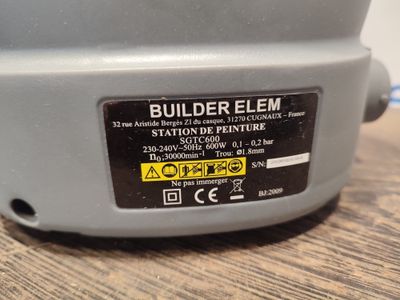 BUILDER ELEM
32 rue Aristide Bergès ZI du casque, 31270 CUGNAUX – France
STATION DE PEINTURE
SGTC600
230-240V~50Hz 600W 0,1 – 0,2 bar
n₀:30000min⁻¹ Trou: ø1.8mm
S/N:
Ne pas immerger
CE
BJ:2009